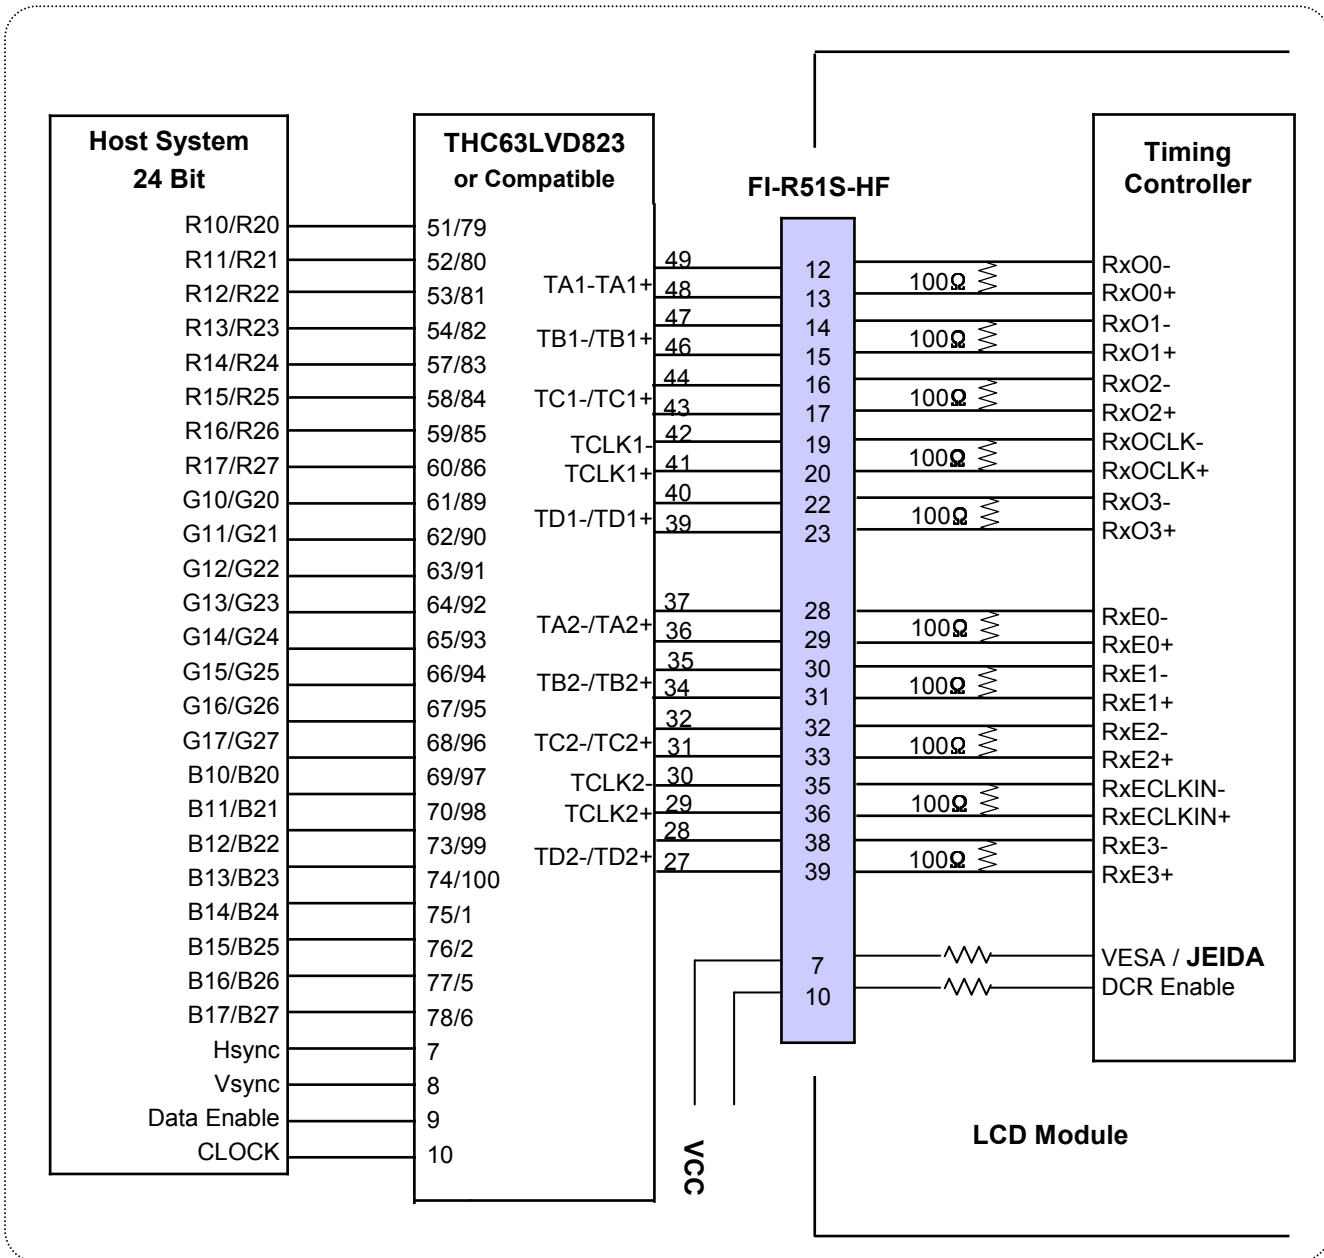 Host System
24 Bit
R10/R20
R11/R21
R12/R22
R13/R23
R14/R24
R15/R25
R16/R26
R17/R27
G10/G20
G11/G21
G12/G22
G13/G23
G14/G24
G15/G25
G16/G26
G17/G27
B10/B20
B11/B21
B12/B22
B13/B23
B14/B24
B15/B25
B16/B26
B17/B27
Hsync
Vsync
Data Enable
CLOCK
THC63LVD823
or Compatible
51/79
52/80
53/81
54/82
57/83
58/84
59/85
60/86
61/89
62/90
63/91
64/92
65/93
66/94
67/95
68/96
69/97
70/98
73/99
74/100
75/1
76/2
77/5
78/6
7
8
9
10
TA1-TA1+
TB1-/TB1+
TC1-/TC1+
TCLK1-
TCLK1+
TD1-/TD1+
TA2-/TA2+
TB2-/TB2+
TC2-/TC2+
TCLK2-
TCLK2+
TD2-/TD2+
49
48
47
46
44
43
42
41
40
39
37
36
35
34
32
31
30
29
28
27
FI-R51S-HF
12
13
14
15
16
17
19
20
22
23
28
29
30
31
32
33
35
36
38
39
7
10
VCC
100Ω
100Ω
100Ω
100Ω
100Ω
100Ω
100Ω
100Ω
100Ω
100Ω
Timing
Controller
RxO0-
RxO0+
RxO1-
RxO1+
RxO2-
RxO2+
RxOCLK-
RxOCLK+
RxO3-
RxO3+
RxE0-
RxE0+
RxE1-
RxE1+
RxE2-
RxE2+
RxECLKIN-
RxECLKIN+
RxE3-
RxE3+
VESA / JEIDA
DCR Enable
LCD Module